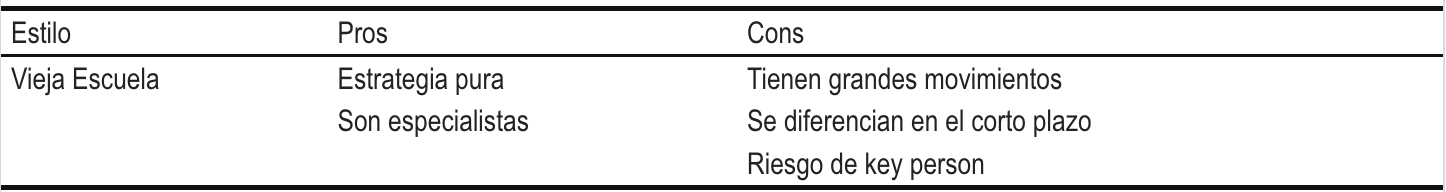 Estilo Pros Cons
Vieja Escuela Estrategia pura Tienen grandes movimientos
Son especialistas Se diferencian en el corto plazo
Riesgo de key person